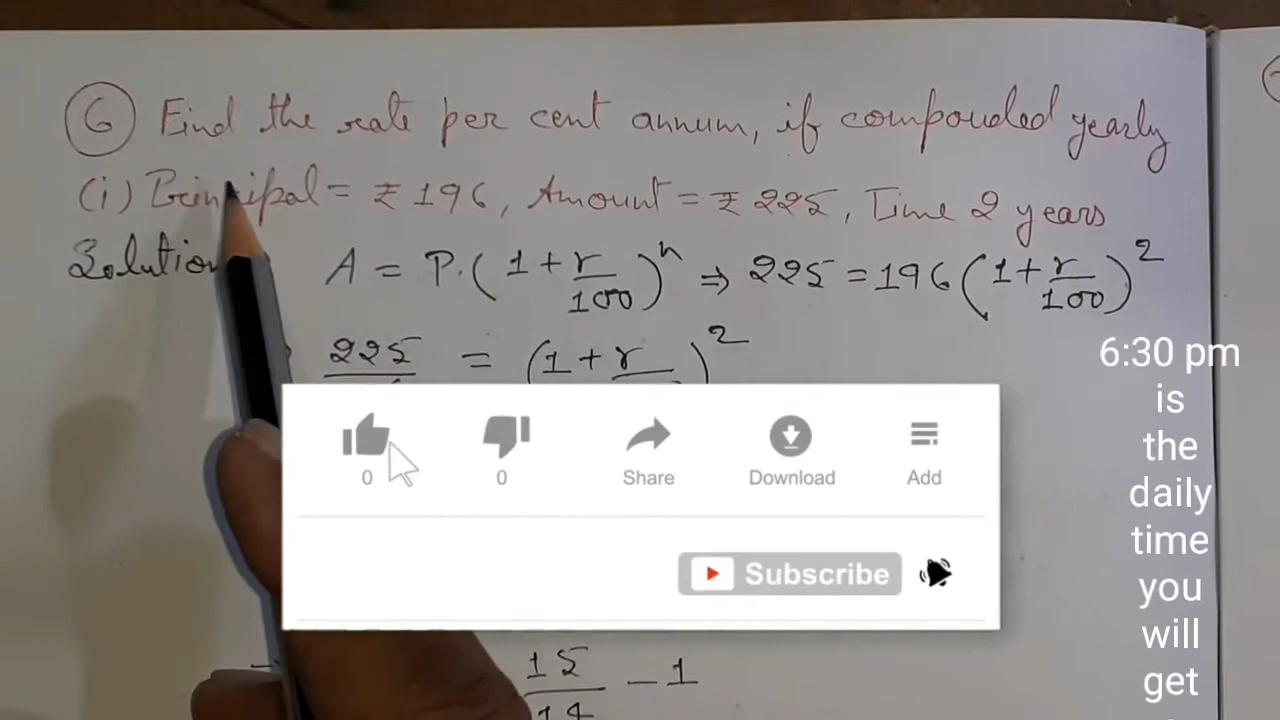 6 Find the rate per cent annum, if compouded yearly
(i) Principal = ₹ 196, Amount = ₹ 225, Time 2 years
Solution A = P.(1 + r/100)^n ⇒ 225 = 196 (1 + r/100)^2
225 = (1 + r)^2
0 0 Share Download Add
Subscribe
15/14 - 1
6:30 pm
is
the
daily
time
you
will
get